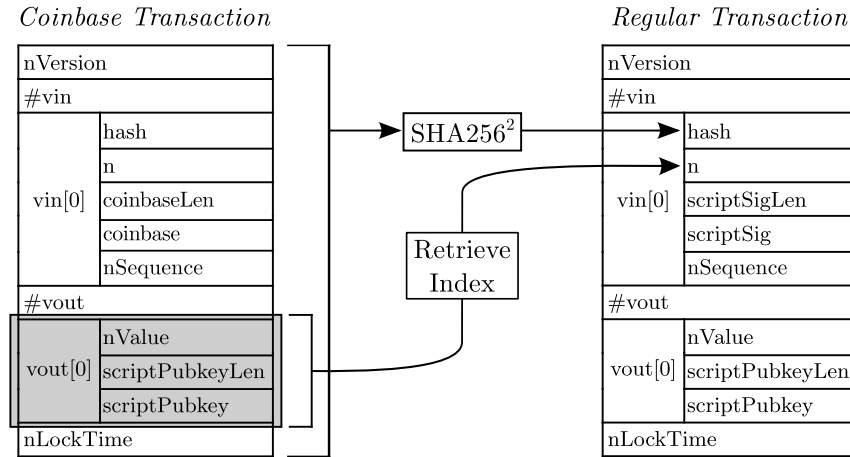 Coinbase Transaction
nVersion
#vin
vin[0]
hash
n
coinbaseLen
coinbase
nSequence
#vout
vout[0]
nValue
scriptPubkeyLen
scriptPubkey
nLockTime
SHA256²
Retrieve
Index
Regular Transaction
nVersion
#vin
vin[0]
hash
n
scriptSigLen
scriptSig
nSequence
#vout
vout[0]
nValue
scriptPubkeyLen
scriptPubkey
nLockTime